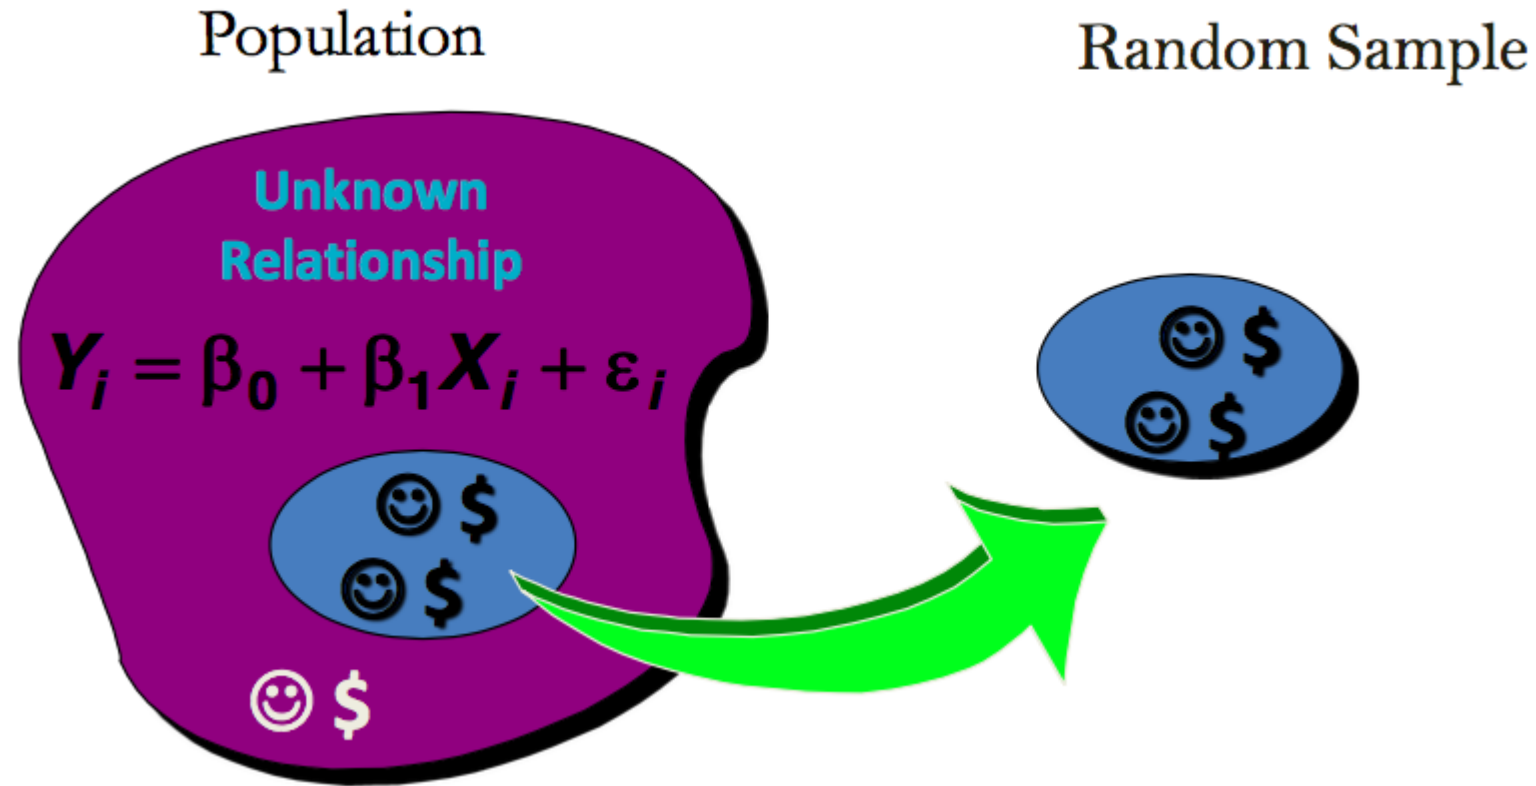 Population
Random Sample
Unknown
Relationship
Yᵢ = β₀ + β₁Xᵢ + εᵢ
☺ $
☺ $
☺ $
☺ $
☺ $